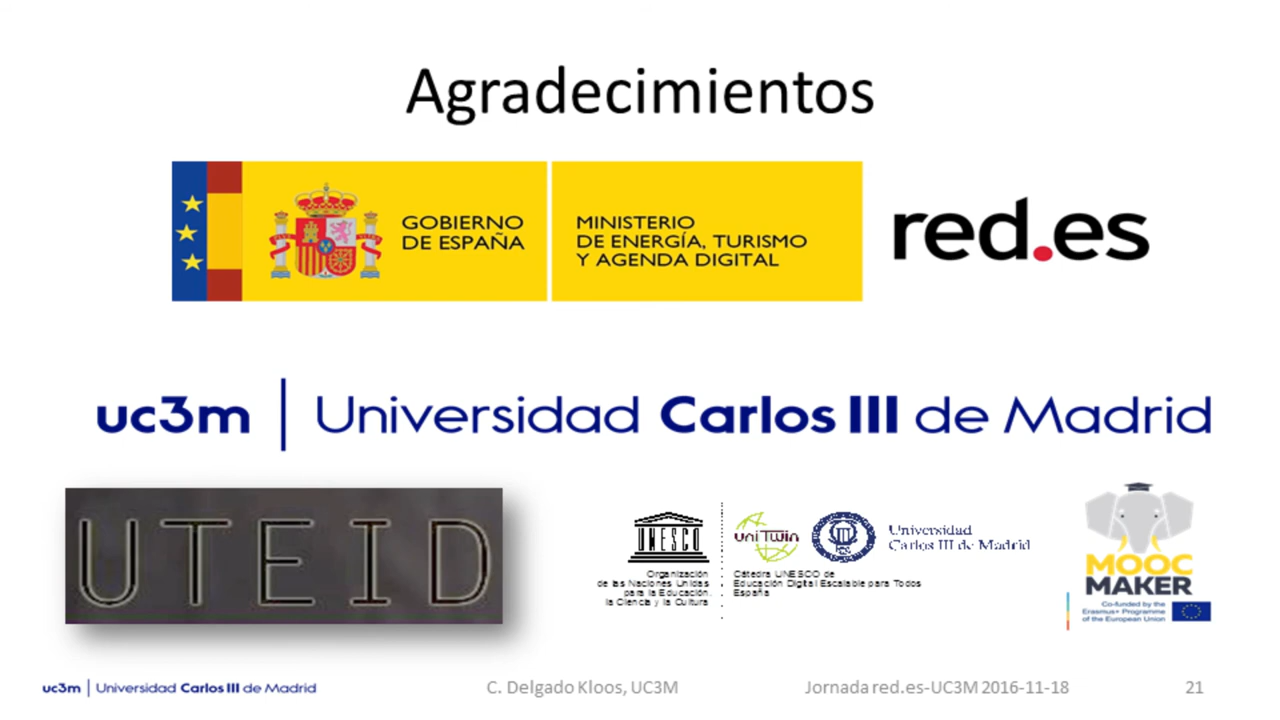 Agradecimientos
GOBIERNO
DE ESPAÑA
MINISTERIO
DE ENERGÍA, TURISMO
Y AGENDA DIGITAL
red.es
uc3m | Universidad Carlos III de Madrid
UTEID
UNESCO
Organización
de las Naciones Unidas
para la Educación,
la Ciencia y la Cultura
uniTwin
Universidad
Carlos III de Madrid
Cátedra UNESCO de
Educación Digital Escalable para Todos
España
MOOC
MAKER
Co-funded by the
Erasmus+ Programme
of the European Union
uc3m | Universidad Carlos III de Madrid
C. Delgado Kloos, UC3M
Jornada red.es-UC3M 2016-11-18
21